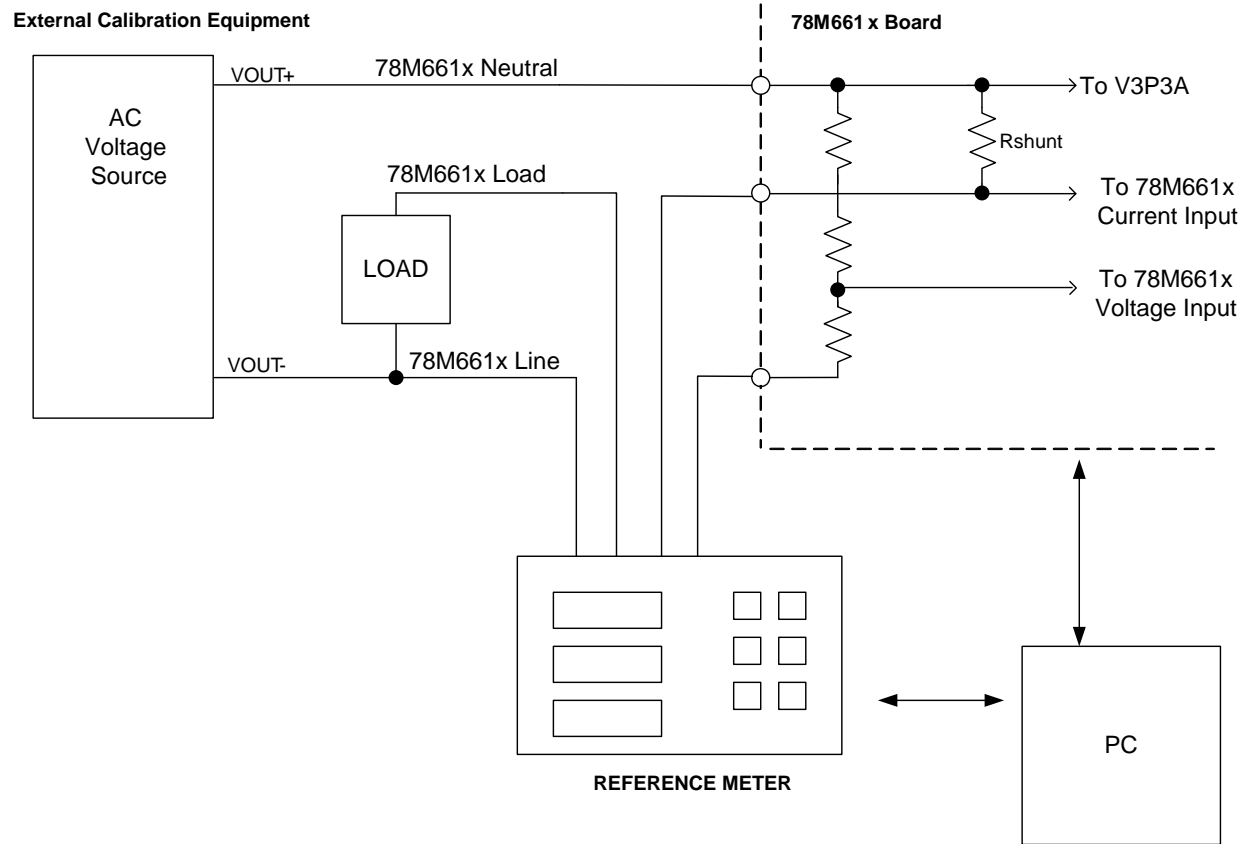 External Calibration Equipment
78M661x Board
VOUT+
78M661x Neutral
To V3P3A
AC
Voltage
Source
Rshunt
78M661x Load
To 78M661x
Current Input
LOAD
To 78M661x
Voltage Input
VOUT-
78M661x Line
PC
REFERENCE METER